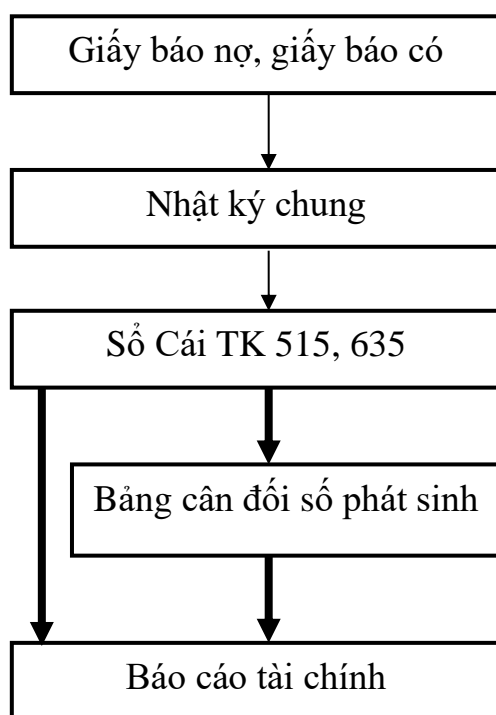 Giấy báo nợ, giấy báo có
Nhật ký chung
Sổ Cái TK 515, 635
Bảng cân đối số phát sinh
Báo cáo tài chính